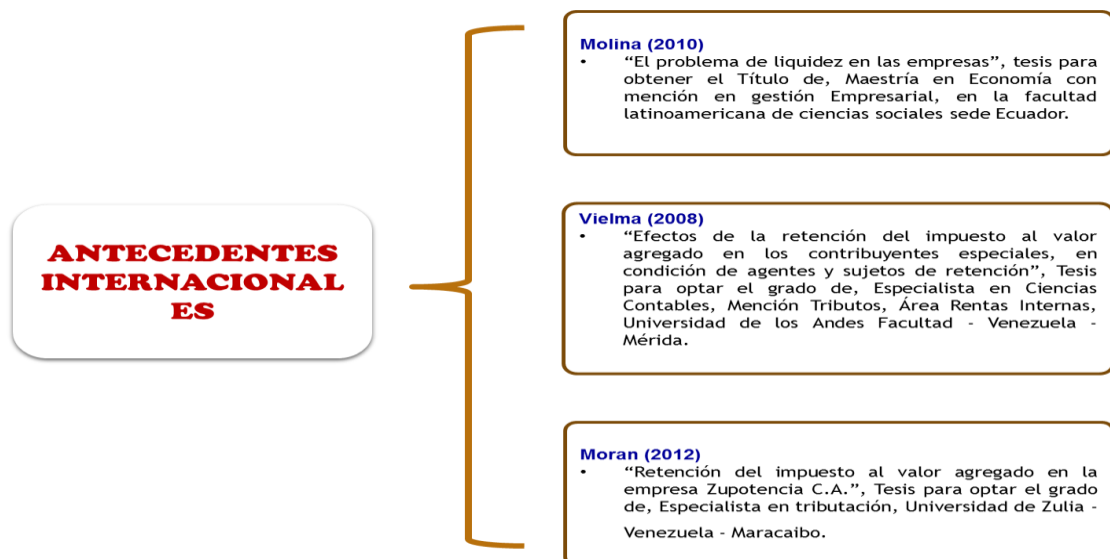 ANTECEDENTES
INTERNACIONAL
ES
Molina (2010)
• “El problema de liquidez en las empresas”, tesis para
obtener el Título de, Maestría en Economía con
mención en gestión Empresarial, en la facultad
latinoamericana de ciencias sociales sede Ecuador.
Vielma (2008)
• “Efectos de la retención del impuesto al valor
agregado en los contribuyentes especiales, en
condición de agentes y sujetos de retención”, Tesis
para optar el grado de, Especialista en Ciencias
Contables, Mención Tributos, Área Rentas Internas,
Universidad de los Andes Facultad - Venezuela -
Mérida.
Moran (2012)
• “Retención del impuesto al valor agregado en la
empresa Zupotencia C.A.”, Tesis para optar el grado
de, Especialista en tributación, Universidad de Zulia -
Venezuela - Maracaibo.